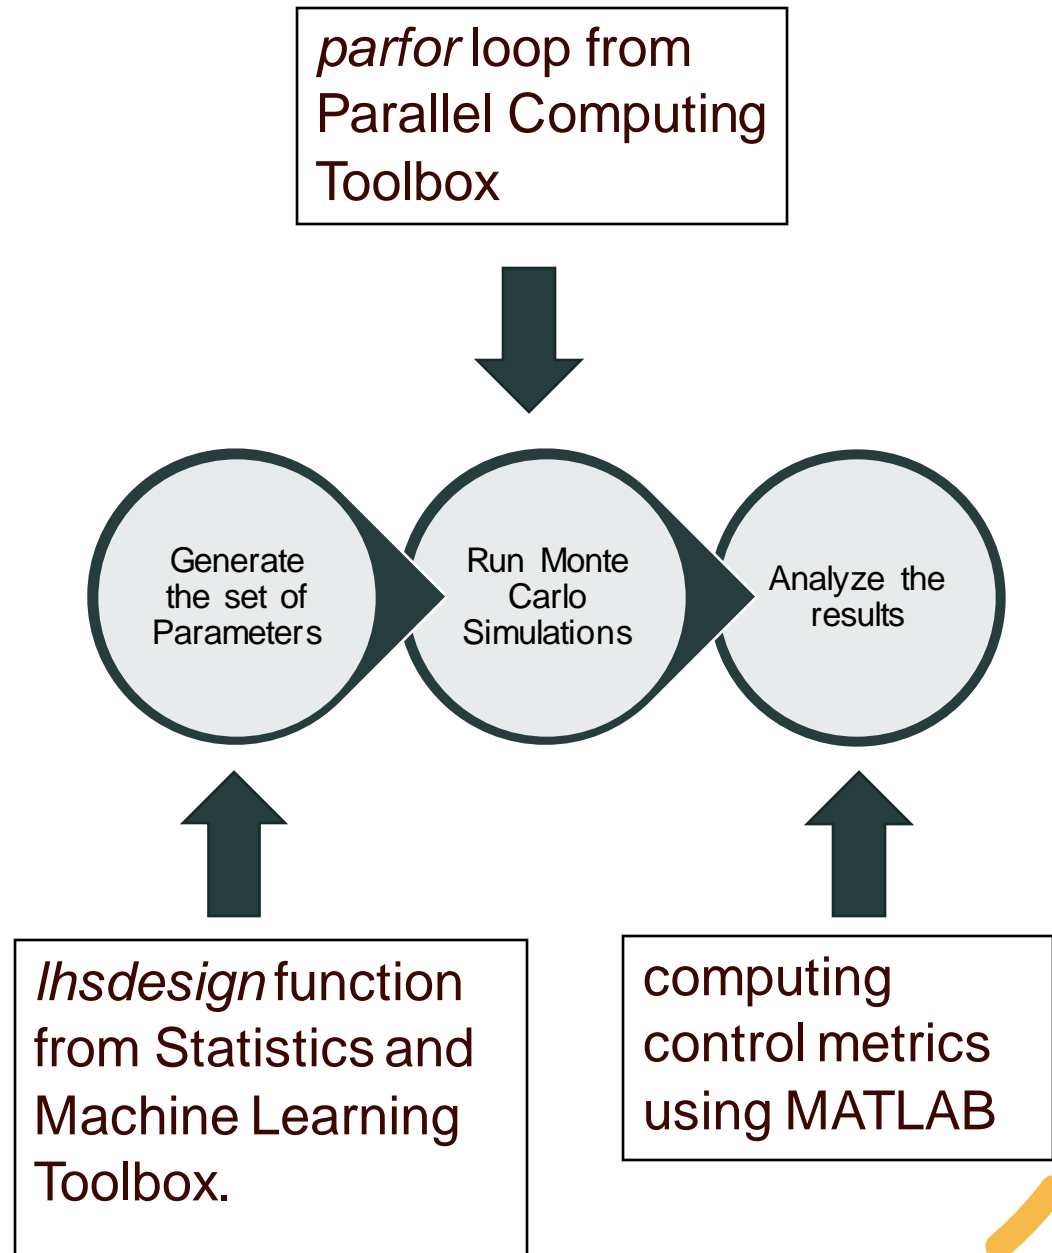 parfor loop from
Parallel Computing
Toolbox
Generate
the set of
Parameters
Run Monte
Carlo
Simulations
Analyze the
results
lhsdesign function
from Statistics and
Machine Learning
Toolbox.
computing
control metrics
using MATLAB